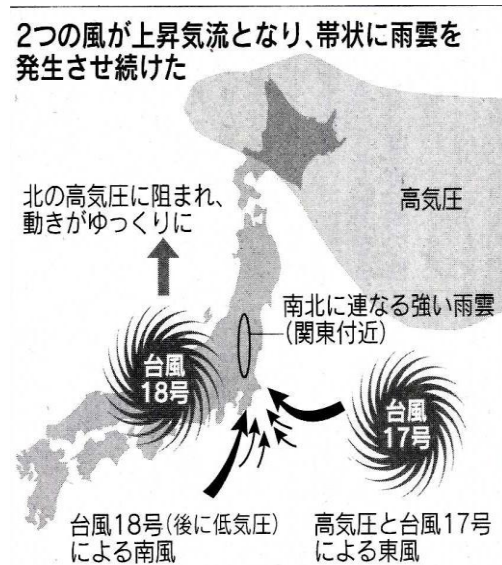 2つの風が上昇気流となり、帯状に雨雲を
発生させ続けた
北の高気圧に阻まれ、
動きがゆっくりに
高気圧
南北に連なる強い雨雲
(関東付近)
台風
18号
台風
17号
台風18号(後に低気圧)
による南風
高気圧と台風17号
による東風